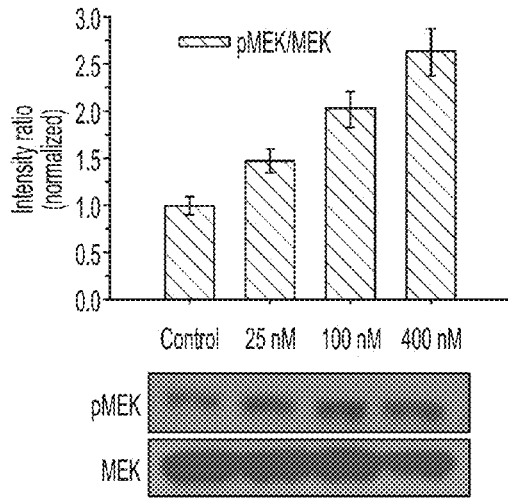 3.0
pMEK/MEK
2.5
2.0
1.5
1.0
0.5
0.0
Intensity ratio
(normalized)
Control 25 nM 100 nM 400 nM
pMEK
MEK